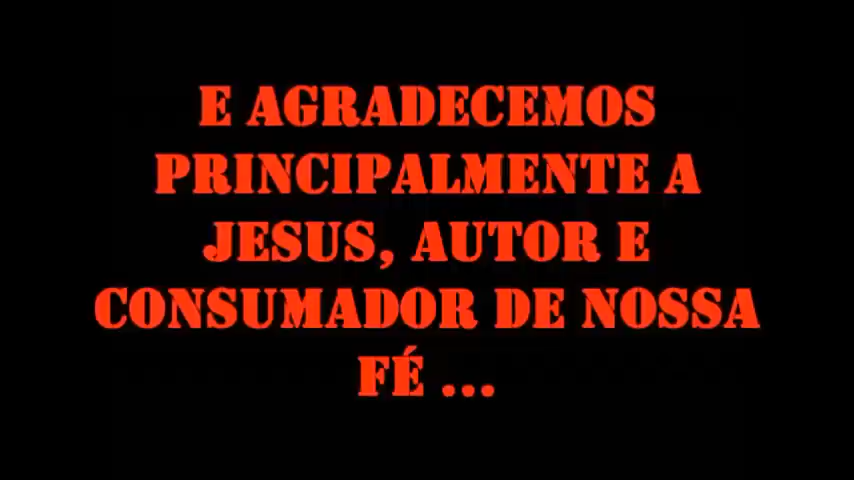 E AGRADECEMOS
PRINCIPALMENTE A
JESUS, AUTOR E
CONSUMADOR DE NOSSA
FÉ ...